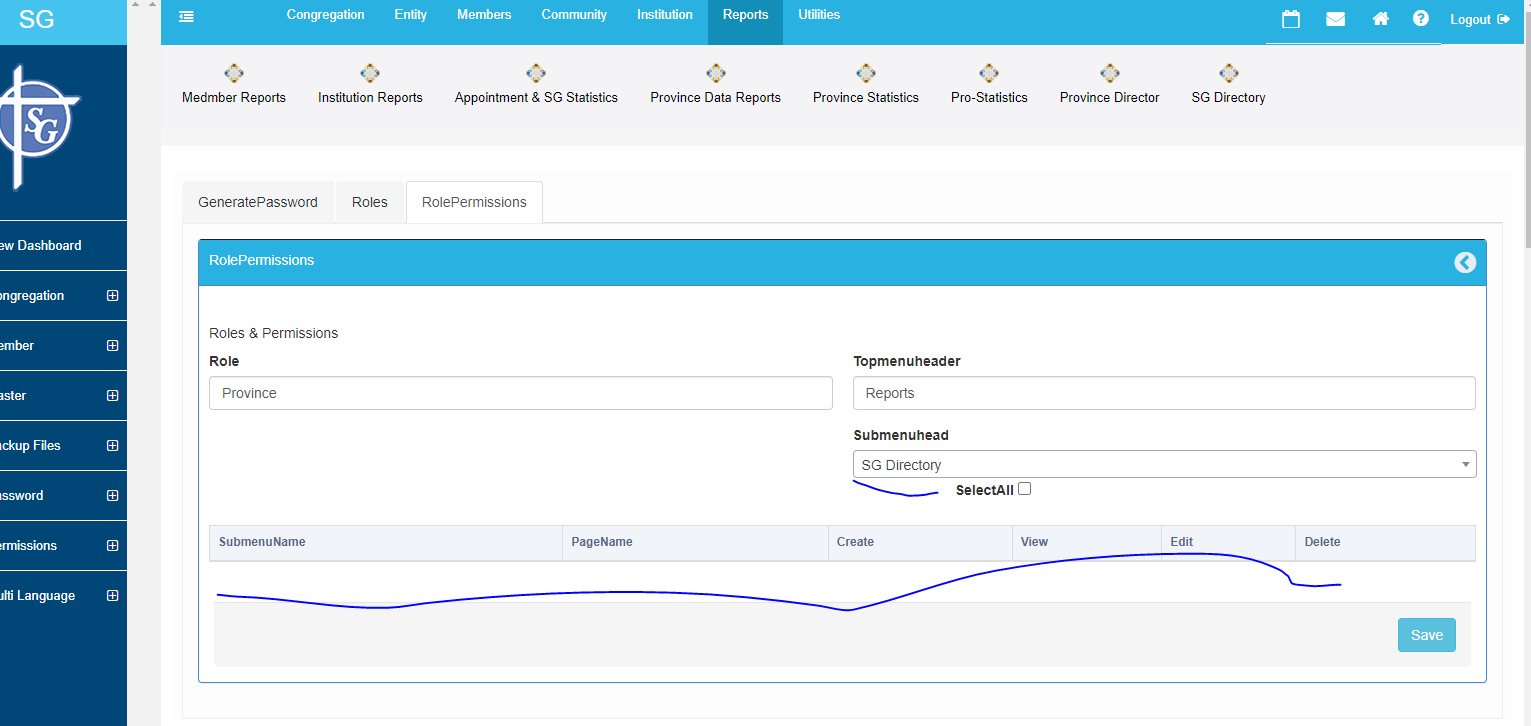 SG
Congregation Entity Members Community Institution Reports Utilities Logout
Medmber Reports Institution Reports Appointment & SG Statistics Province Data Reports Province Statistics Pro-Statistics Province Director SG Directory
SG
ew Dashboard
ongregation
ember
aster
ackup Files
assword
ermissions
ulti Language
GeneratePassword Roles RolePermissions
RolePermissions
Roles & Permissions
Role Topmenuheader
Province Reports
Submenuhead
SG Directory
SelectAll
SubmenuName PageName Create View Edit Delete
Save